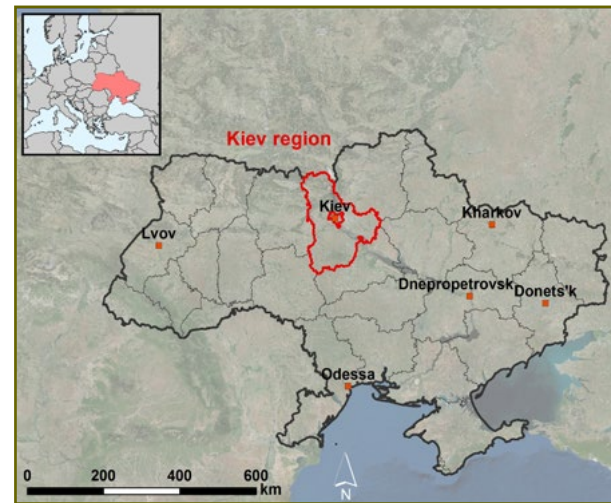 Kiev region
Kiev
Kharkov
Lvov
Dnepropetrovsk
Donets'k
Odessa
0 200 400 600
km
N